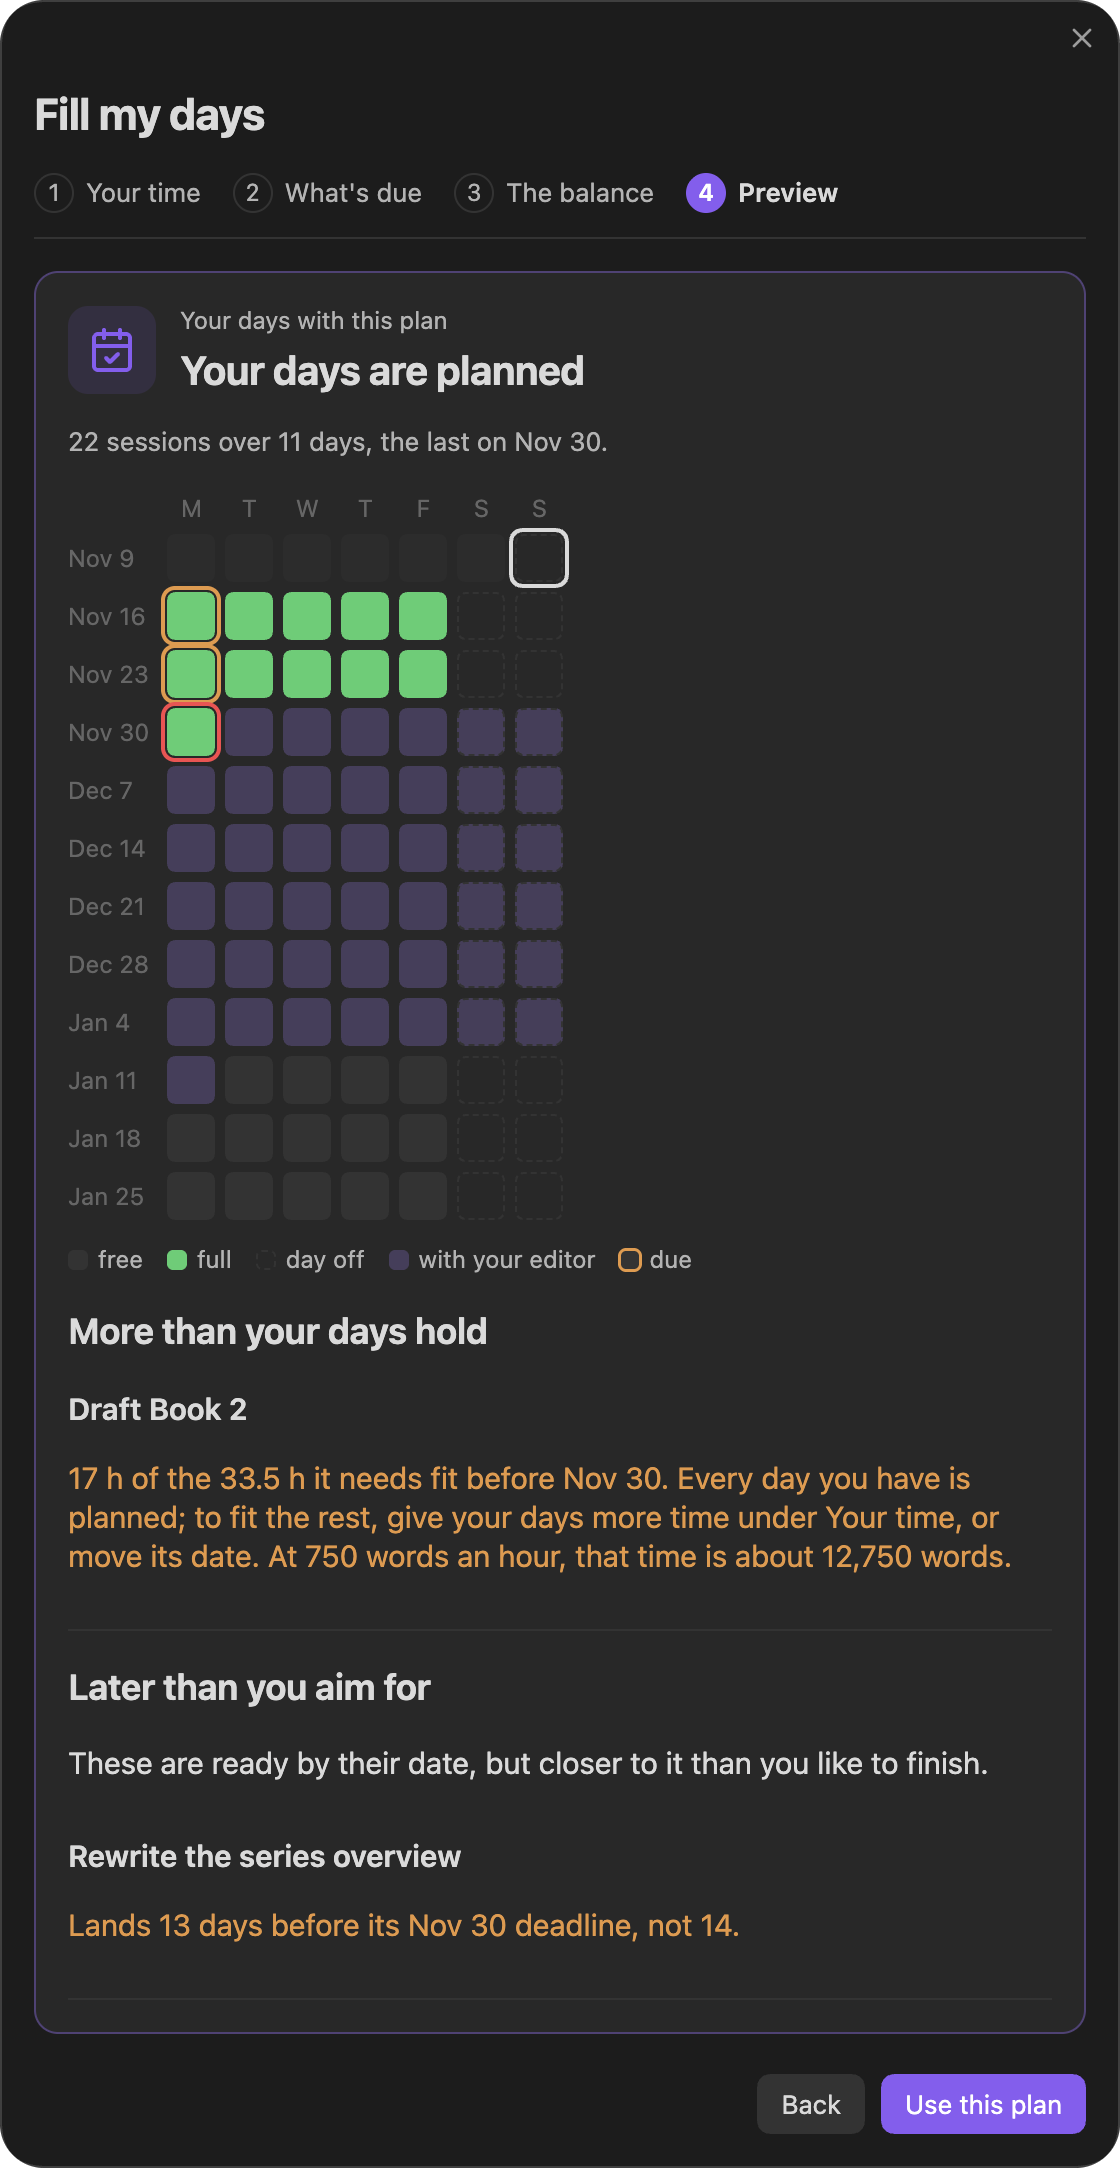 Fill my days
1 Your time 2 What's due 3 The balance 4 Preview
Your days with this plan
Your days are planned
22 sessions over 11 days, the last on Nov 30.
M T W T F S S
Nov 9
Nov 16
Nov 23
Nov 30
Dec 7
Dec 14
Dec 21
Dec 28
Jan 4
Jan 11
Jan 18
Jan 25
free full day off with your editor due
More than your days hold
Draft Book 2
17 h of the 33.5 h it needs fit before Nov 30. Every day you have is
planned; to fit the rest, give your days more time under Your time, or
move its date. At 750 words an hour, that time is about 12,750 words.
Later than you aim for
These are ready by their date, but closer to it than you like to finish.
Rewrite the series overview
Lands 13 days before its Nov 30 deadline, not 14.
Back Use this plan